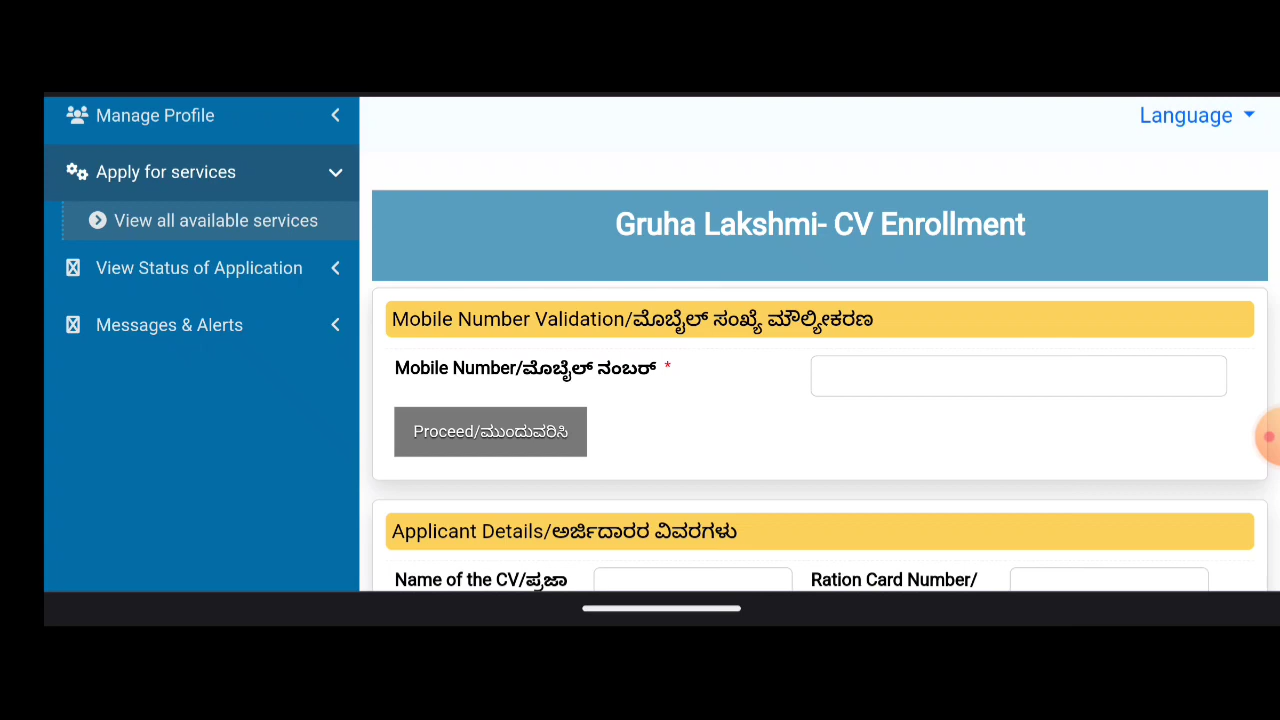 Manage Profile
Apply for services
View all available services
View Status of Application
Messages & Alerts
Language
Gruha Lakshmi- CV Enrollment
Mobile Number Validation/ಮೊಬೈಲ್ ಸಂಖ್ಯೆ ಮೌಲ್ಯೀಕರಣ
Mobile Number/ಮೊಬೈಲ್ ನಂಬರ್ *
Proceed/ಮುಂದುವರಿಸಿ
Applicant Details/ಅರ್ಜಿದಾರರ ವಿವರಗಳು
Name of the CV/ಪ್ರಜಾ
Ration Card Number/